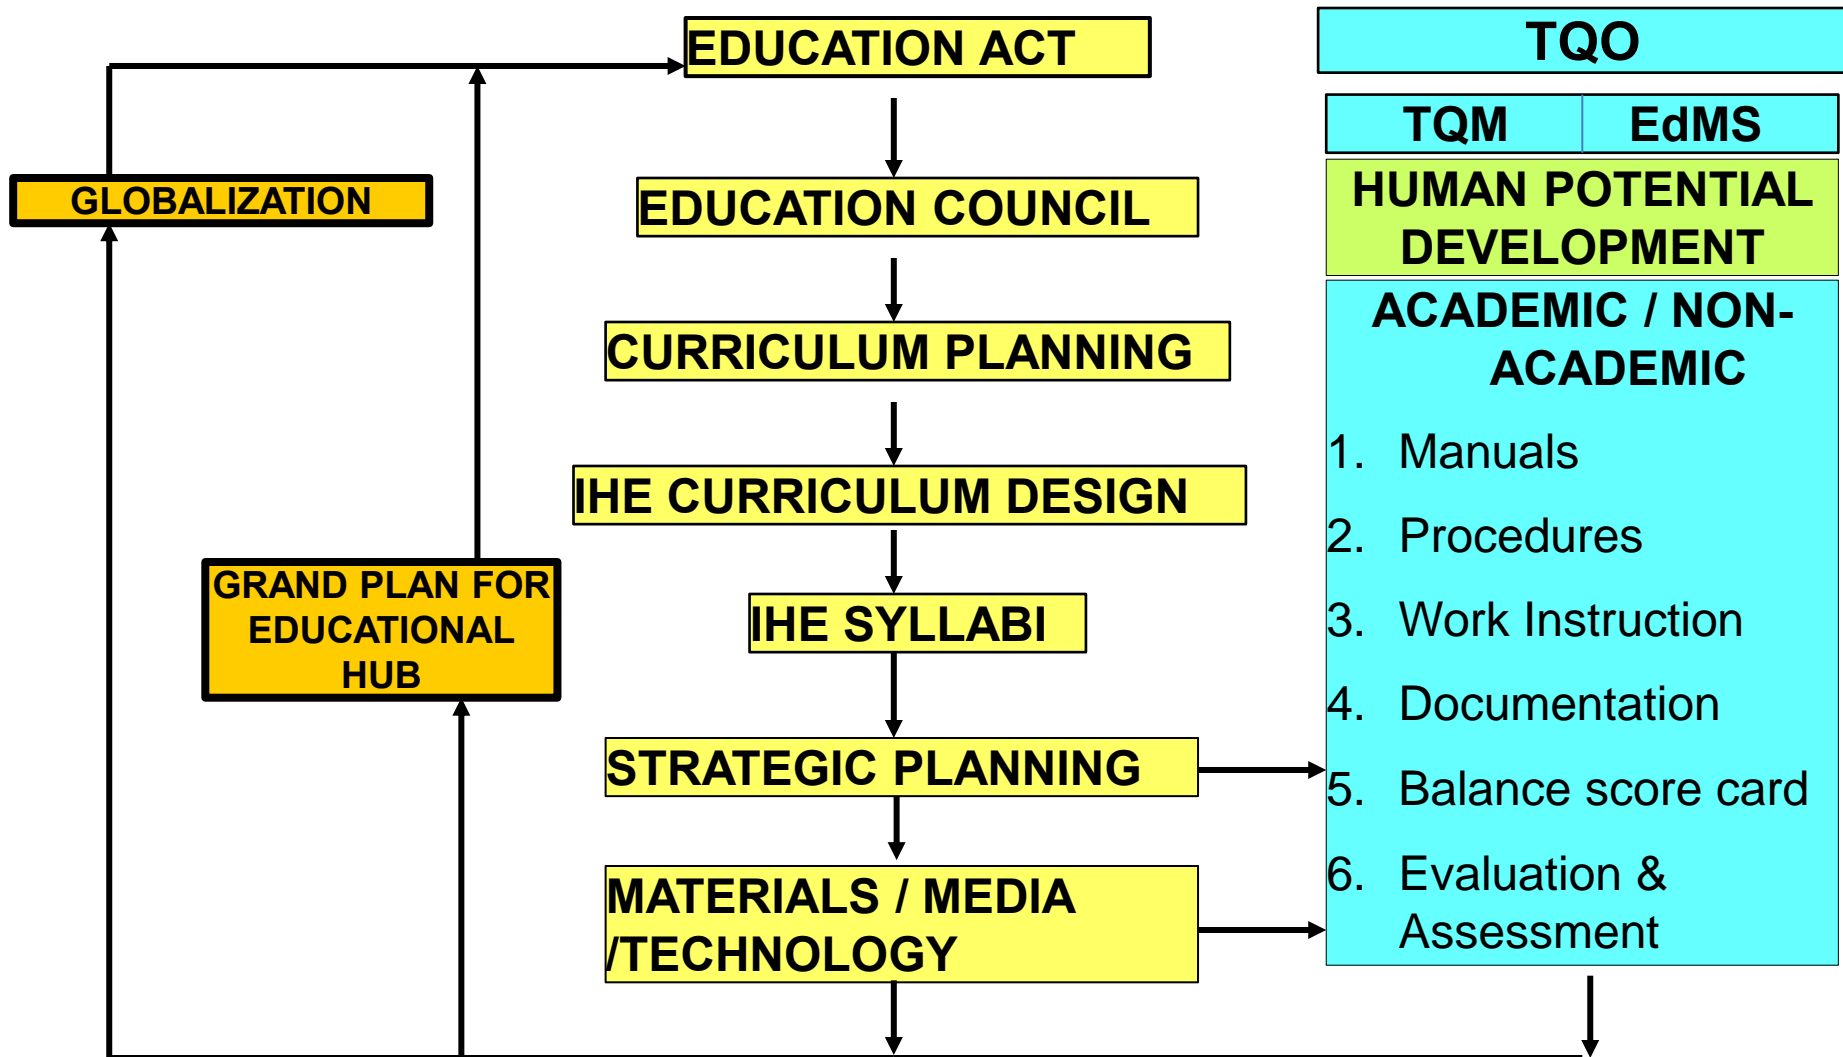 EDUCATION ACT
EDUCATION COUNCIL
CURRICULUM PLANNING
IHE CURRICULUM DESIGN
IHE SYLLABI
STRATEGIC PLANNING
MATERIALS / MEDIA
/TECHNOLOGY
GLOBALIZATION
GRAND PLAN FOR
EDUCATIONAL
HUB
TQO
TQM EdMS
HUMAN POTENTIAL
DEVELOPMENT
ACADEMIC / NON-
ACADEMIC
1. Manuals
2. Procedures
3. Work Instruction
4. Documentation
5. Balance score card
6. Evaluation &
Assessment